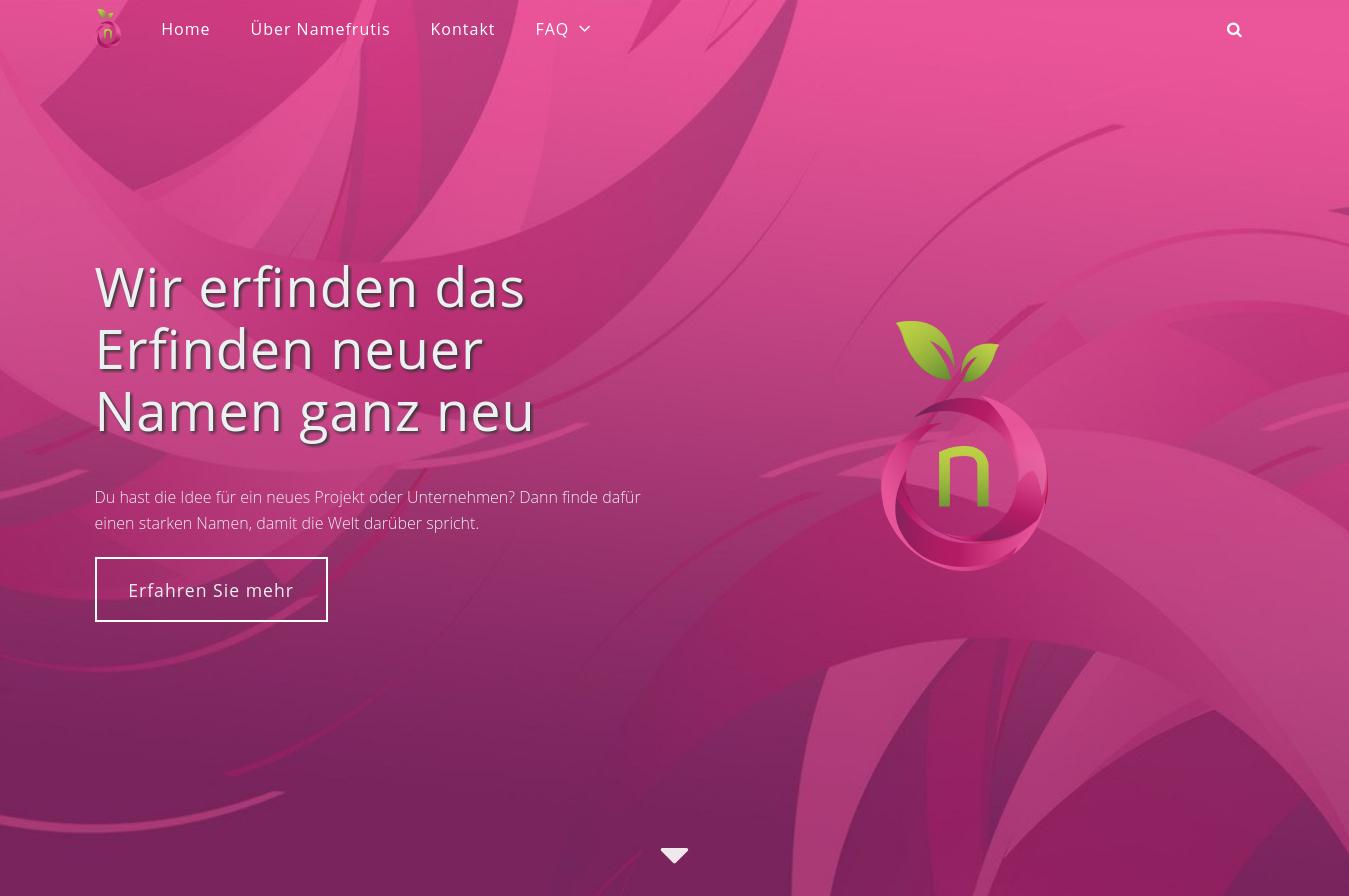 n
Home
Über Namefrutis
Kontakt
FAQ
Wir erfinden das
Erfinden neuer
Namen ganz neu
n
Du hast die Idee für ein neues Projekt oder Unternehmen? Dann finde dafür
einen starken Namen, damit die Welt darüber spricht.
Erfahren Sie mehr